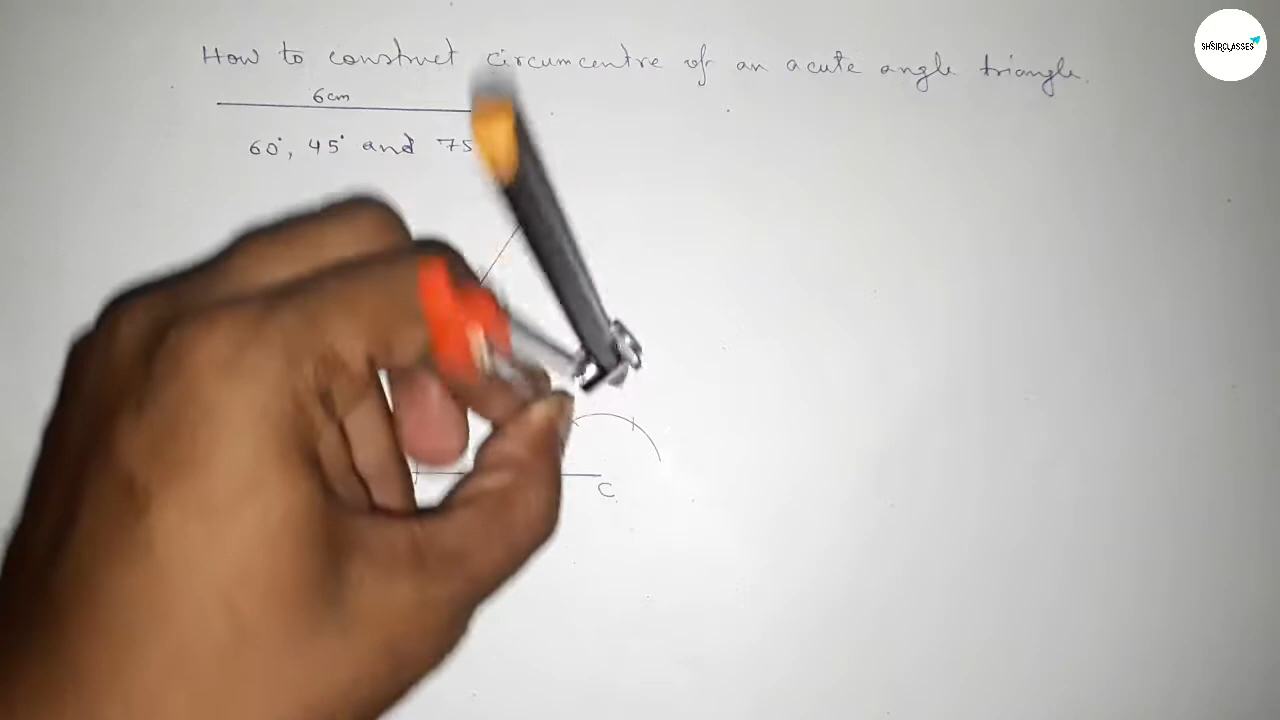 SHSIRCLASSES
How to construct circumcentre of an acute angle triangle.
6cm
60°, 45° and 75
C